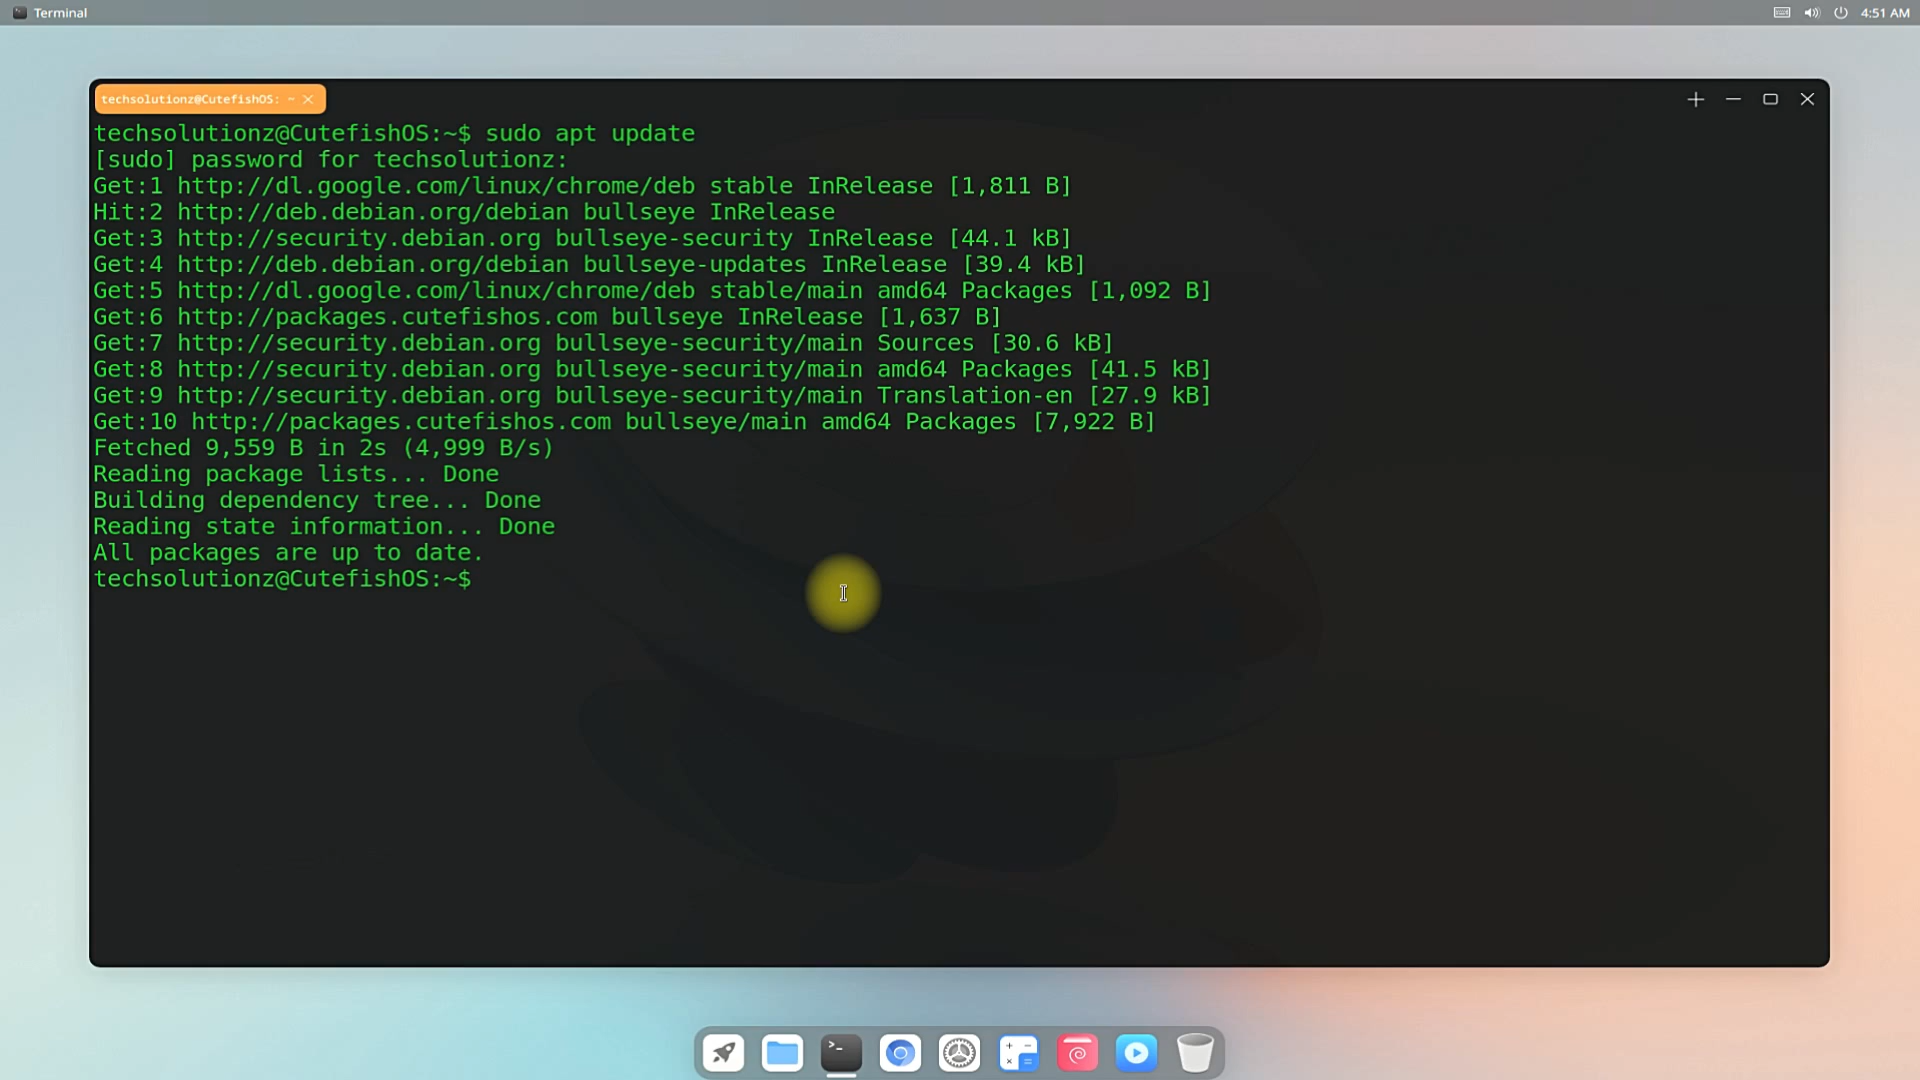 Terminal
4:51 AM
techsolutionz@CutefishOS: ~
techsolutionz@CutefishOS:~$ sudo apt update
[sudo] password for techsolutionz:
Get:1 http://dl.google.com/linux/chrome/deb stable InRelease [1,811 B]
Hit:2 http://deb.debian.org/debian bullseye InRelease
Get:3 http://security.debian.org bullseye-security InRelease [44.1 kB]
Get:4 http://deb.debian.org/debian bullseye-updates InRelease [39.4 kB]
Get:5 http://dl.google.com/linux/chrome/deb stable/main amd64 Packages [1,092 B]
Get:6 http://packages.cutefishos.com bullseye InRelease [1,637 B]
Get:7 http://security.debian.org bullseye-security/main Sources [30.6 kB]
Get:8 http://security.debian.org bullseye-security/main amd64 Packages [41.5 kB]
Get:9 http://security.debian.org bullseye-security/main Translation-en [27.9 kB]
Get:10 http://packages.cutefishos.com bullseye/main amd64 Packages [7,922 B]
Fetched 9,559 B in 2s (4,999 B/s)
Reading package lists... Done
Building dependency tree... Done
Reading state information... Done
All packages are up to date.
techsolutionz@CutefishOS:~$